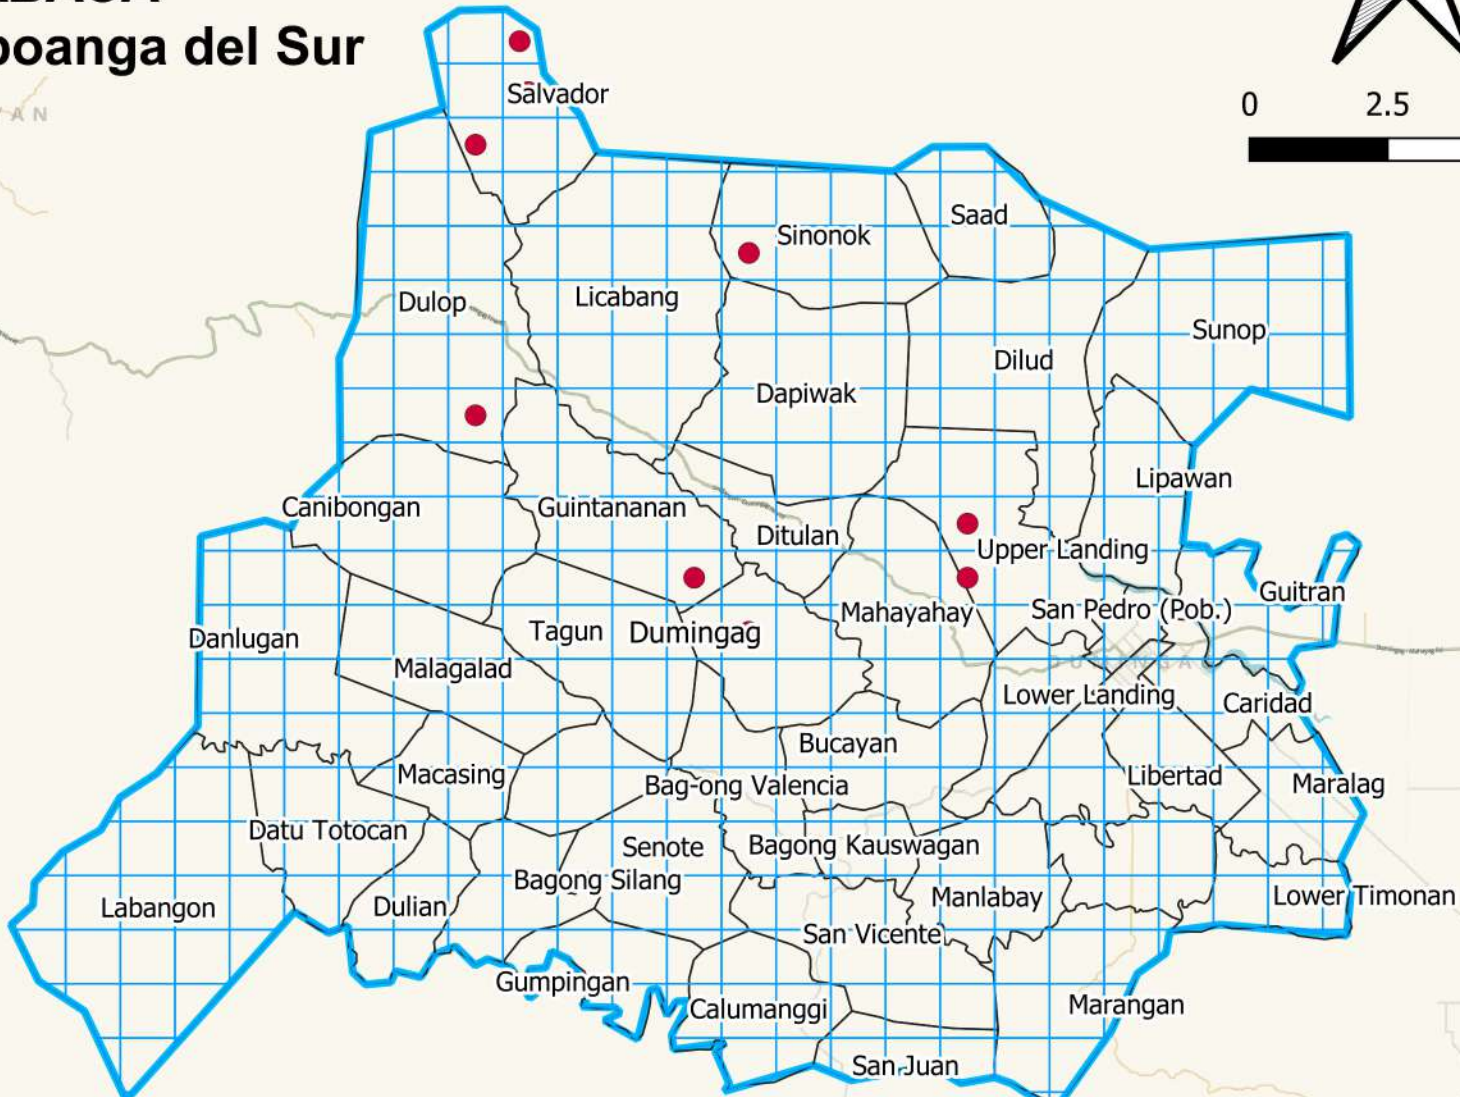 boanga del Sur
0 2.5
Salvador
Saad
Sinonok
Licabang
Dulop
Sunop
Dilud
Dapiwak
Lipawan
Canibongan
Guintananan
Ditulan
Upper Landing
Guitran
San Pedro (Pob.)
Mahayahay
Danlugan
Tagun
Dumingag
Malagalad
DUMINGAG
Lower Landing
Caridad
Bucayan
Macasing
Bag-ong Valencia
Libertad
Maralag
Datu Totocan
Senote
Bagong Kauswagan
Bagong Silang
Labangon
Dulian
Manlabay
Lower Timonan
San Vicente
Gumpingan
Calumanggi
Marangan
San Juan